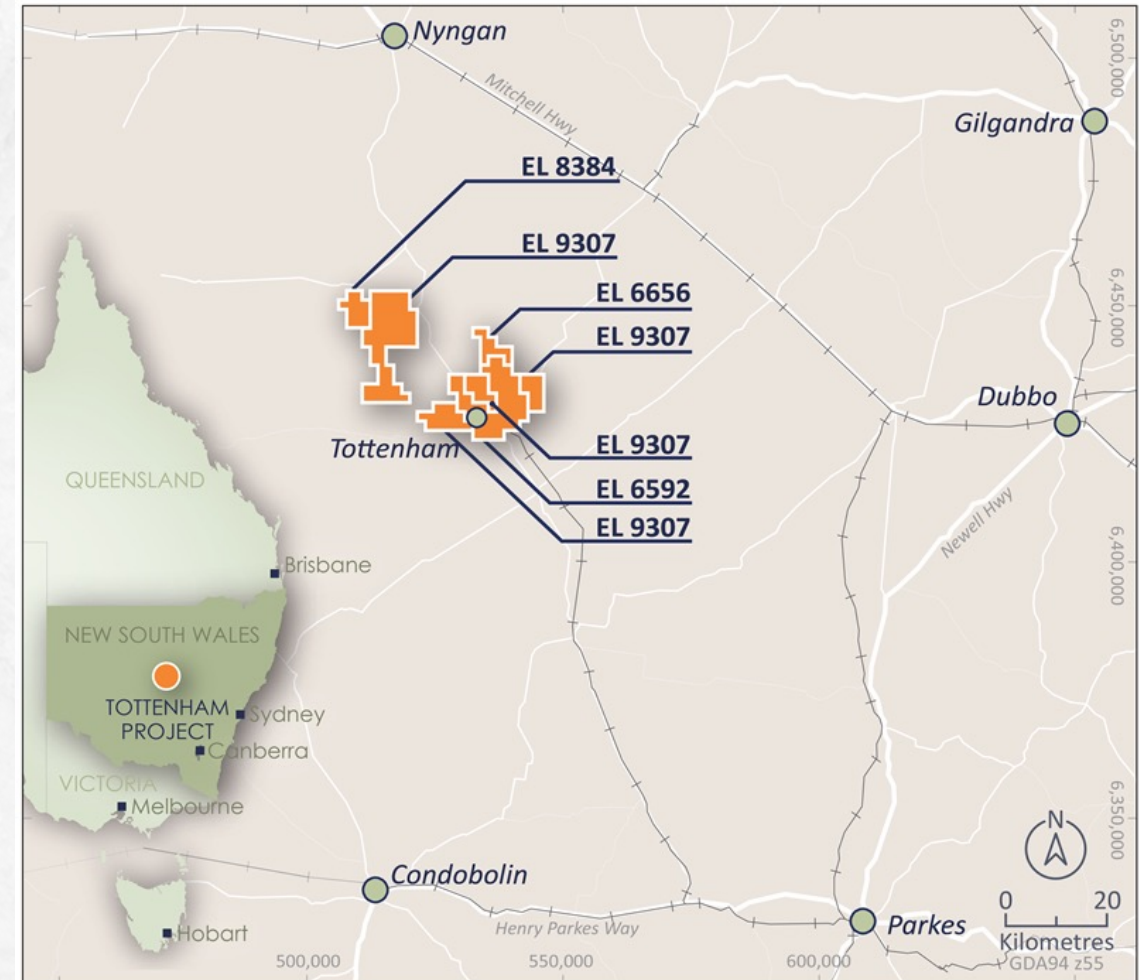 Nyngan
Mitchell Hwy
6,500,000
Gilgandra
EL 8384
EL 9307
EL 6656
6,450,000
EL 9307
Dubbo
Tottenham
EL 9307
QUEENSLAND
EL 6592
Newell Hwy
EL 9307
Brisbane
6,400,000
NEW SOUTH WALES
TOTTENHAM
PROJECT
Sydney
Canberra
VICTORIA
Melbourne
6,350,000
N
Condobolin
0 20
Kilometres
Henry Parkes Way
Parkes
Hobart
500,000
550,000
600,000
GDA94 z55